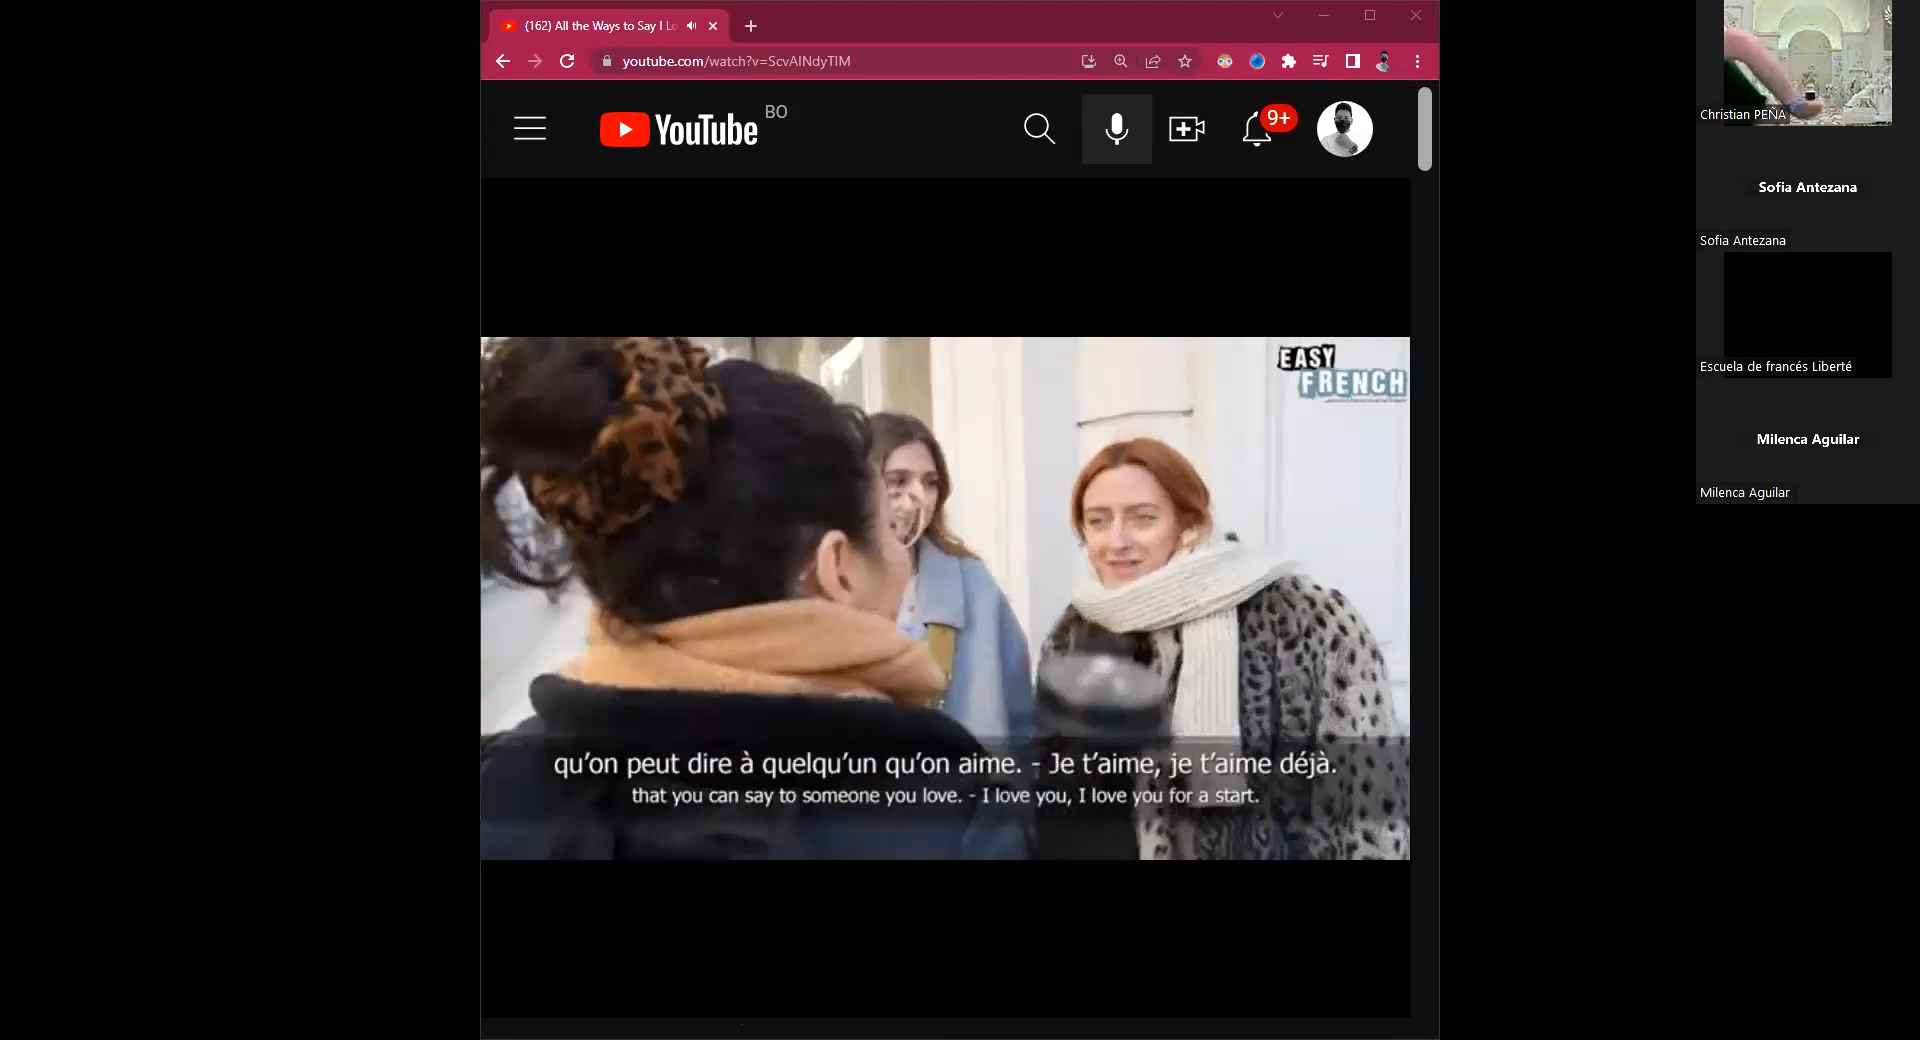 (162) All the Ways to Say I Lo
youtube.com/watch?v=ScvAINdyTIM
YouTube
BO
9+
EASY
FRENCH
qu'on peut dire à quelqu'un qu'on aime. - Je t'aime, je t'aime déjà.
that you can say to someone you love. - I love you, I love you for a start.
Christian PEÑA
Sofia Antezana
Sofia Antezana
Escuela de francés Liberté
Milenca Aguilar
Milenca Aguilar